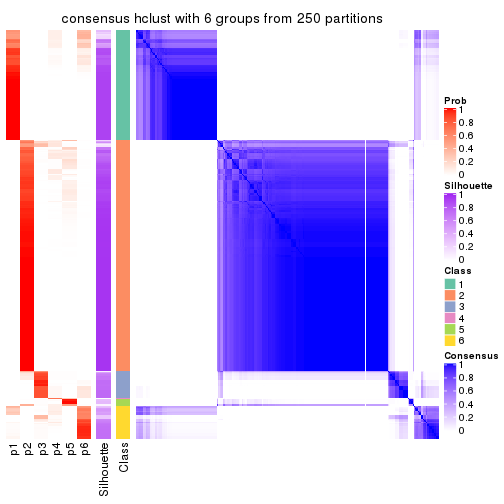 consensus hclust with 6 groups from 250 partitions
p1
p2
p3
p4
p5
p6
Silhouette
Class
Prob
1
0.8
0.6
0.4
0.2
0
Silhouette
1
0.8
0.6
0.4
0.2
0
Class
1
2
3
4
5
6
Consensus
1
0.8
0.6
0.4
0.2
0